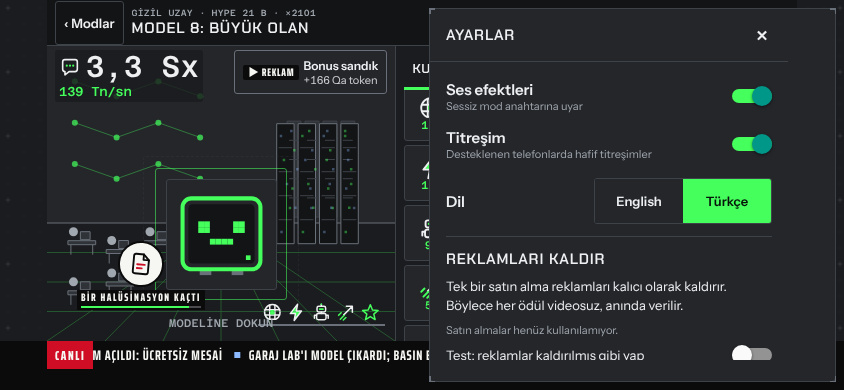 ‹ Modlar
GİZİL UZAY · HYPE 21 B · ×2101
MODEL 8: BÜYÜK OLAN
3,3 Sx
139 Tn/sn
REKLAM
Bonus sandık
+166 Qa token
KU
BİR HALÜSİNASYON KAÇTI
MODELİNE DOKUN
CANLI
M AÇILDI: ÜCRETSİZ MESAİ ■ GARAJ LAB'I MODEL ÇIKARDI; BASIN
AYARLAR
×
Ses efektleri
Sessiz mod anahtarına uyar
Titreşim
Desteklenen telefonlarda hafif titreşimler
Dil
English
Türkçe
REKLAMLARI KALDIR
Tek bir satın alma reklamları kalıcı olarak kaldırır.
Böylece her ödül videosuz, anında verilir.
Satın almalar henüz kullanılamıyor.
Test: reklamlar kaldırılmış gibi yap